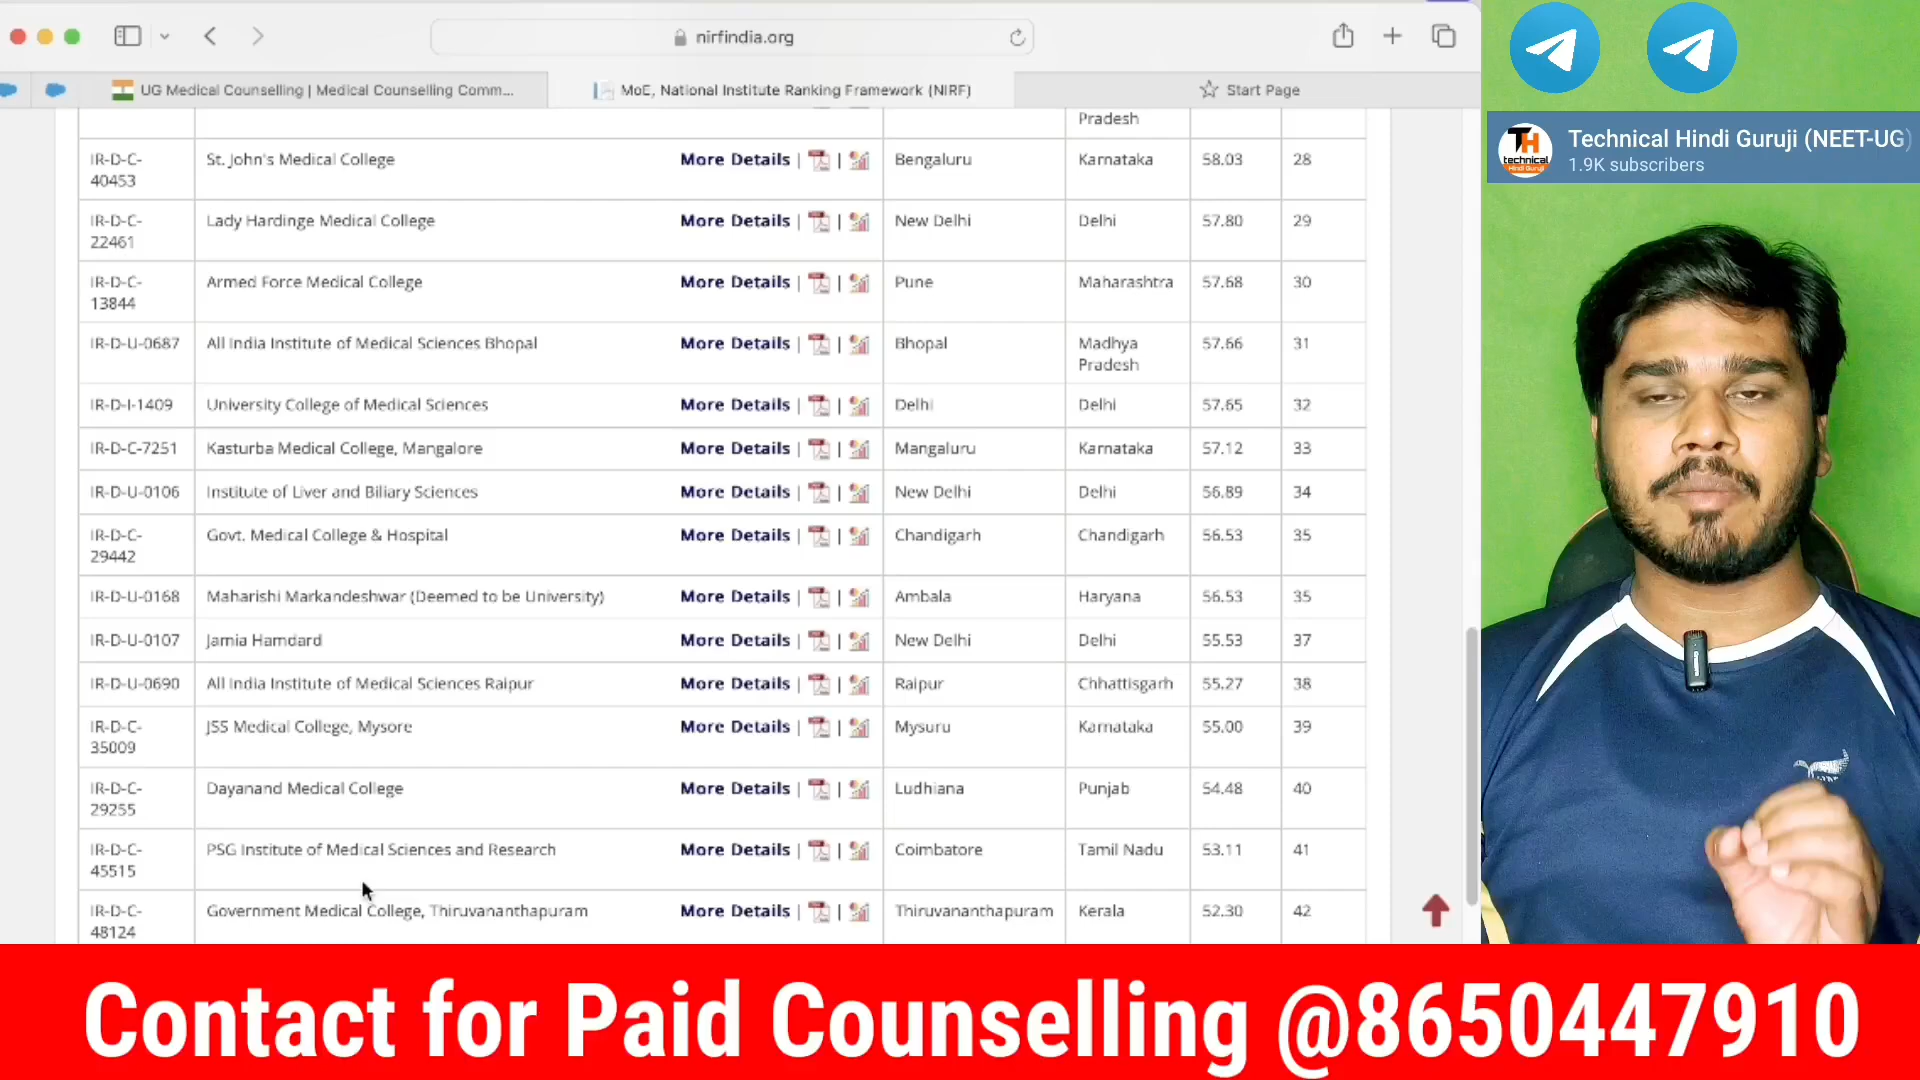 nirfindia.org
UG Medical Counselling | Medical Counselling Comm...
MoE, National Institute Ranking Framework (NIRF)
Start Page
Pradesh
IR-D-C-40453 St. John's Medical College More Details | | Bengaluru Karnataka 58.03 28
IR-D-C-22461 Lady Hardinge Medical College More Details | | New Delhi Delhi 57.80 29
IR-D-C-13844 Armed Force Medical College More Details | | Pune Maharashtra 57.68 30
IR-D-U-0687 All India Institute of Medical Sciences Bhopal More Details | | Bhopal Madhya Pradesh 57.66 31
IR-D-I-1409 University College of Medical Sciences More Details | | Delhi Delhi 57.65 32
IR-D-C-7251 Kasturba Medical College, Mangalore More Details | | Mangaluru Karnataka 57.12 33
IR-D-U-0106 Institute of Liver and Biliary Sciences More Details | | New Delhi Delhi 56.89 34
IR-D-C-29442 Govt. Medical College & Hospital More Details | | Chandigarh Chandigarh 56.53 35
IR-D-U-0168 Maharishi Markandeshwar (Deemed to be University) More Details | | Ambala Haryana 56.53 35
IR-D-U-0107 Jamia Hamdard More Details | | New Delhi Delhi 55.53 37
IR-D-U-0690 All India Institute of Medical Sciences Raipur More Details | | Raipur Chhattisgarh 55.27 38
IR-D-C-35009 JSS Medical College, Mysore More Details | | Mysuru Karnataka 55.00 39
IR-D-C-29255 Dayanand Medical College More Details | | Ludhiana Punjab 54.48 40
IR-D-C-45515 PSG Institute of Medical Sciences and Research More Details | | Coimbatore Tamil Nadu 53.11 41
IR-D-C-48124 Government Medical College, Thiruvananthapuram More Details | | Thiruvananthapuram Kerala 52.30 42
TH
technical
Hindi Guruji
Technical Hindi Guruji (NEET-UG)
1.9K subscribers
Contact for Paid Counselling @8650447910